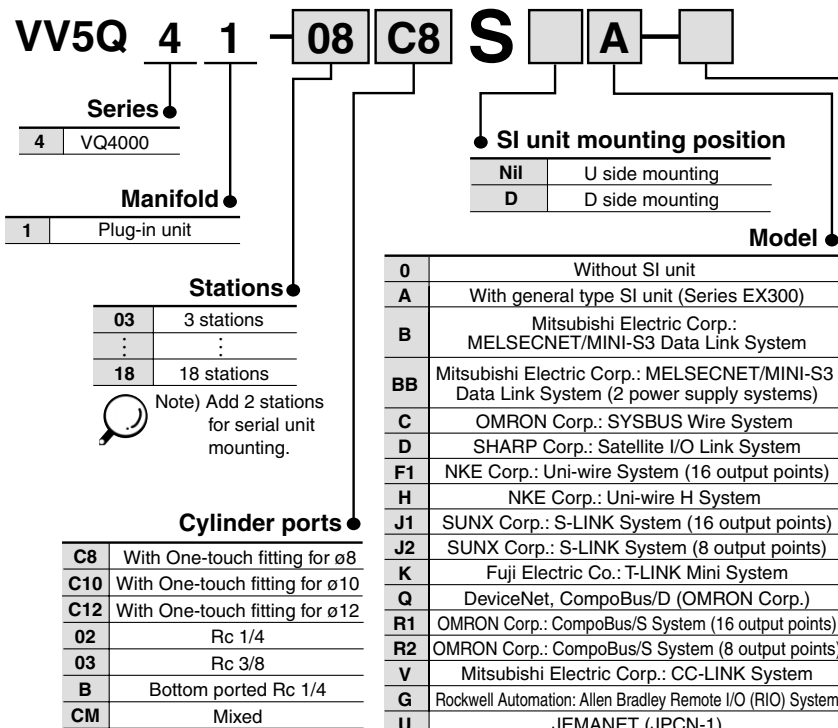 VV5Q 4 1 - 08 C8 S A -
Series
4 VQ4000
Manifold
1 Plug-in unit
Stations
03 3 stations
⋮ ⋮
18 18 stations
Note) Add 2 stations
for serial unit
mounting.
Cylinder ports
C8 With One-touch fitting for ø8
C10 With One-touch fitting for ø10
C12 With One-touch fitting for ø12
02 Rc 1/4
03 Rc 3/8
B Bottom ported Rc 1/4
CM Mixed
SI unit mounting position
Nil U side mounting
D D side mounting
Model
0 Without SI unit
A With general type SI unit (Series EX300)
B Mitsubishi Electric Corp.:
MELSECNET/MINI-S3 Data Link System
BB Mitsubishi Electric Corp.: MELSECNET/MINI-S3
Data Link System (2 power supply systems)
C OMRON Corp.: SYSBUS Wire System
D SHARP Corp.: Satellite I/O Link System
F1 NKE Corp.: Uni-wire System (16 output points)
H NKE Corp.: Uni-wire H System
J1 SUNX Corp.: S-LINK System (16 output points)
J2 SUNX Corp.: S-LINK System (8 output points)
K Fuji Electric Co.: T-LINK Mini System
Q DeviceNet, CompoBus/D (OMRON Corp.)
R1 OMRON Corp.: CompoBus/S System (16 output points)
R2 OMRON Corp.: CompoBus/S System (8 output points)
V Mitsubishi Electric Corp.: CC-LINK System
G Rockwell Automation: Allen Bradley Remote I/O (RIO) System
U JEMANET (JPCN-1)